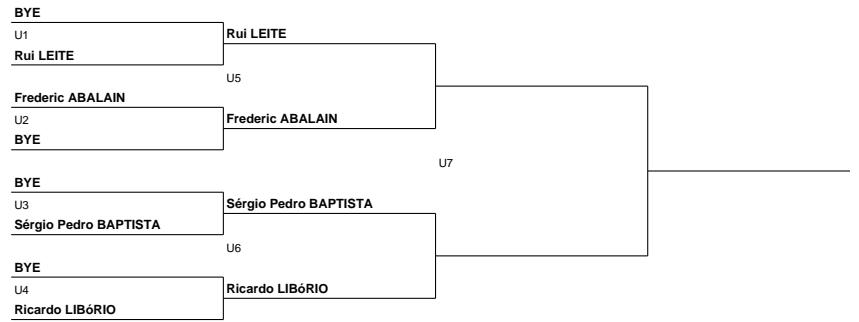 BYE
U1
Rui LEITE
Rui LEITE
U5
Frederic ABALAIN
U2
Frederic ABALAIN
BYE
U7
BYE
U3
Sérgio Pedro BAPTISTA
Sérgio Pedro BAPTISTA
U6
BYE
U4
Ricardo LIBóRIO
Ricardo LIBóRIO